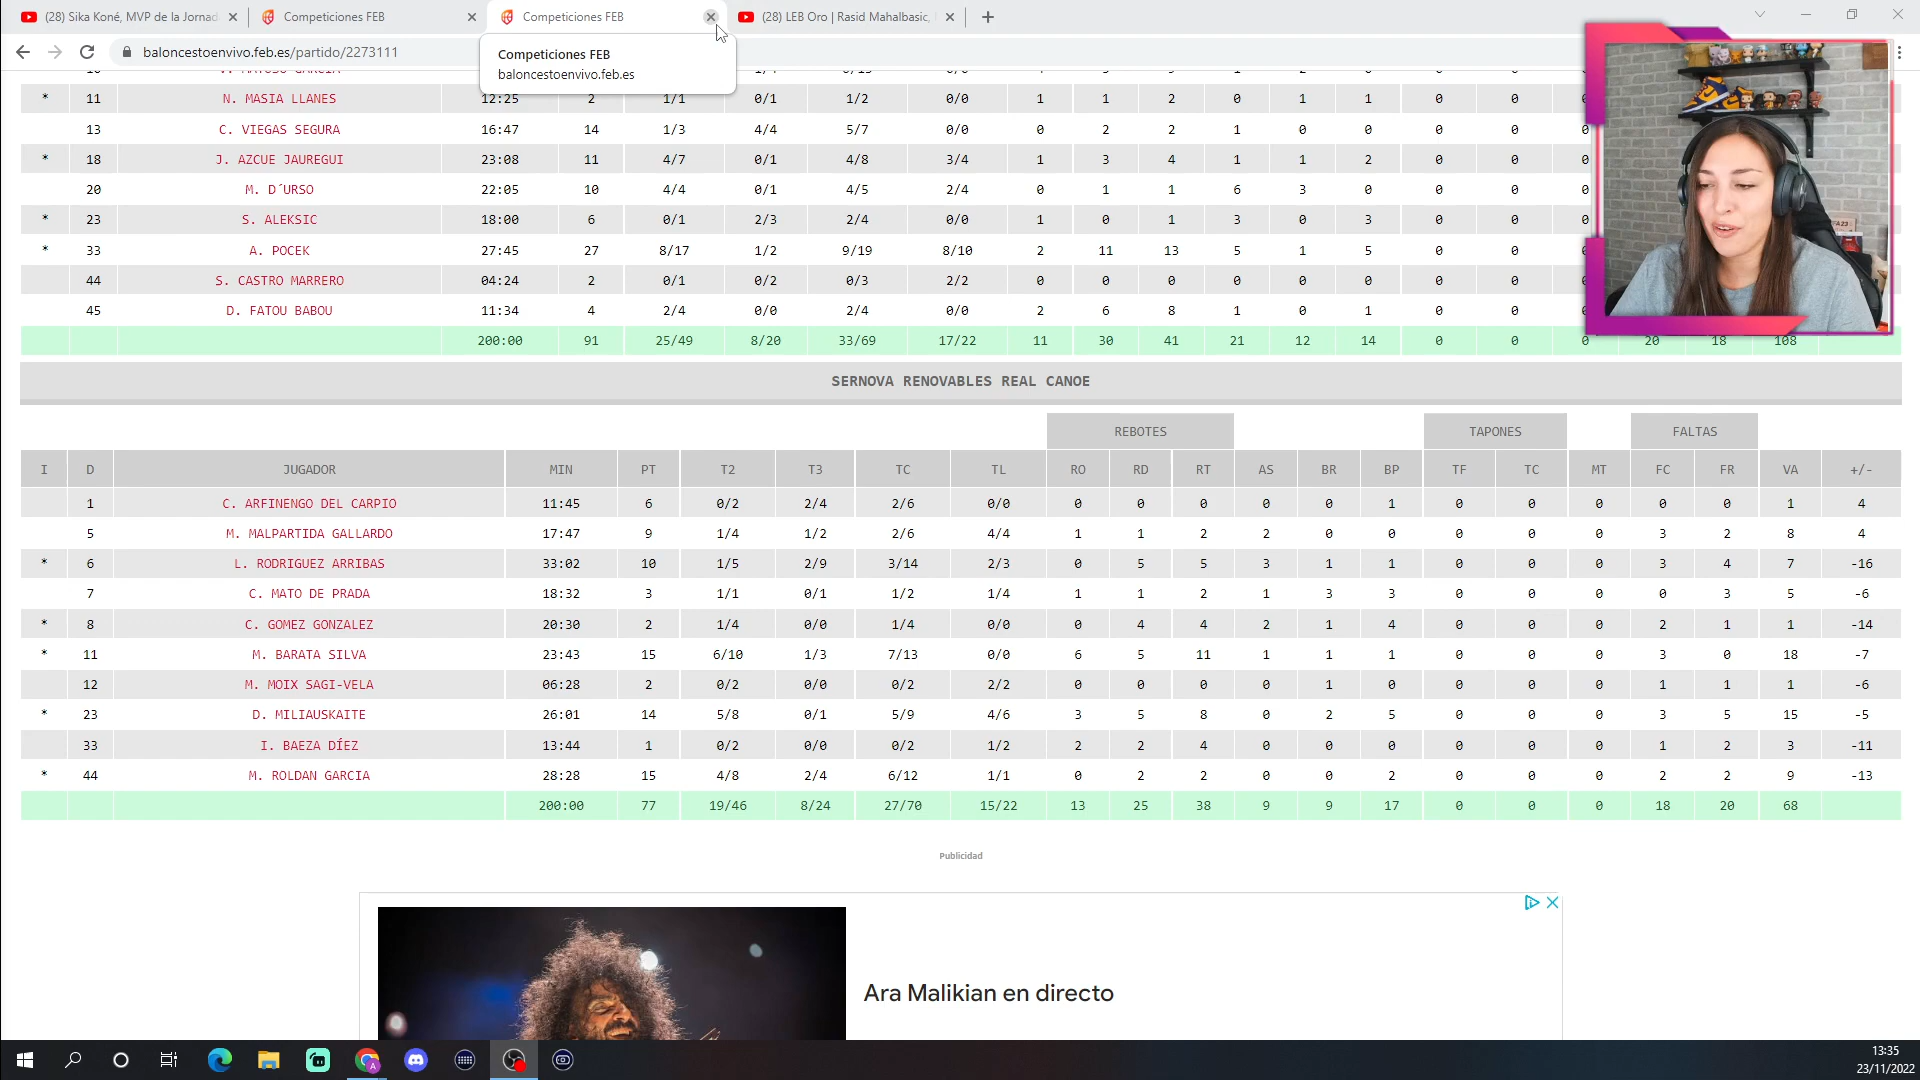 (28) Sika Koné, MVP de la Jornad
Competiciones FEB
Competiciones FEB
(28) LEB Oro | Rasid Mahalbasic,
baloncestoenvivo.feb.es/partido/2273111
Competiciones FEB
baloncestoenvivo.feb.es
* 11 N. MASIA LLANES 12:25 2 1/1 0/1 1/2 0/0 1 1 2 0 1 1 0 0 0
13 C. VIEGAS SEGURA 16:47 14 1/3 4/4 5/7 0/0 0 2 2 1 0 0 0 0 0
* 18 J. AZCUE JAUREGUI 23:08 11 4/7 0/1 4/8 3/4 1 3 4 1 1 2 0 0 0
20 M. D´URSO 22:05 10 4/4 0/1 4/5 2/4 0 1 1 6 3 0 0 0 0
* 23 S. ALEKSIC 18:00 6 0/1 2/3 2/4 0/0 1 0 1 3 0 3 0 0 0
* 33 A. POCEK 27:45 27 8/17 1/2 9/19 8/10 2 11 13 5 1 5 0 0 0
44 S. CASTRO MARRERO 04:24 2 0/1 0/2 0/3 2/2 0 0 0 0 0 0 0 0 0
45 D. FATOU BABOU 11:34 4 2/4 0/0 2/4 0/0 2 6 8 1 0 1 0 0 0
200:00 91 25/49 8/20 33/69 17/22 11 30 41 21 12 14 0 0 0 20 18 108
SERNOVA RENOVABLES REAL CANOE
REBOTES TAPONES FALTAS
I D JUGADOR MIN PT T2 T3 TC TL RO RD RT AS BR BP TF TC MT FC FR VA +/-
1 C. ARFINENGO DEL CARPIO 11:45 6 0/2 2/4 2/6 0/0 0 0 0 0 0 1 0 0 0 0 0 1 4
5 M. MALPARTIDA GALLARDO 17:47 9 1/4 1/2 2/6 4/4 1 1 2 2 0 0 0 0 0 3 2 8 4
* 6 L. RODRIGUEZ ARRIBAS 33:02 10 1/5 2/9 3/14 2/3 0 5 5 3 1 1 0 0 0 3 4 7 -16
7 C. MATO DE PRADA 18:32 3 1/1 0/1 1/2 1/4 1 1 2 1 3 3 0 0 0 0 3 5 -6
* 8 C. GOMEZ GONZALEZ 20:30 2 1/4 0/0 1/4 0/0 0 4 4 2 1 4 0 0 0 2 1 1 -14
* 11 M. BARATA SILVA 23:43 15 6/10 1/3 7/13 0/0 6 5 11 1 1 1 0 0 0 3 0 18 -7
12 M. MOIX SAGI-VELA 06:28 2 0/2 0/0 0/2 2/2 0 0 0 0 1 0 0 0 0 1 1 1 -6
* 23 D. MILIAUSKAITE 26:01 14 5/8 0/1 5/9 4/6 3 5 8 0 2 5 0 0 0 3 5 15 -5
33 I. BAEZA DÍEZ 13:44 1 0/2 0/0 0/2 1/2 2 2 4 0 0 0 0 0 0 1 2 3 -11
* 44 M. ROLDAN GARCIA 28:28 15 4/8 2/4 6/12 1/1 0 2 2 0 0 2 0 0 0 2 2 9 -13
200:00 77 19/46 8/24 27/70 15/22 13 25 38 9 9 17 0 0 0 18 20 68
Publicidad
Ara Malikian en directo
13:35
23/11/2022